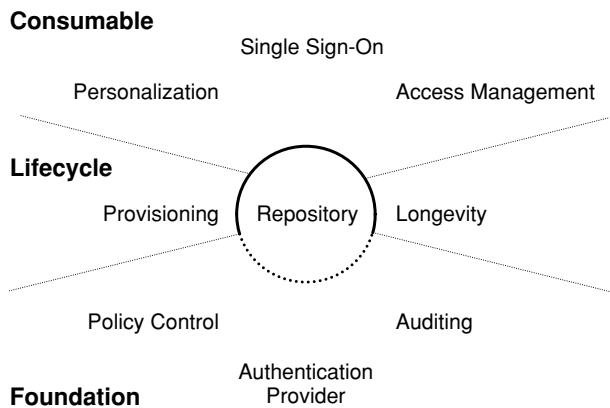 Consumable
Single Sign-On
Personalization
Access Management
Lifecycle
Provisioning
Repository
Longevity
Policy Control
Auditing
Authentication
Provider
Foundation